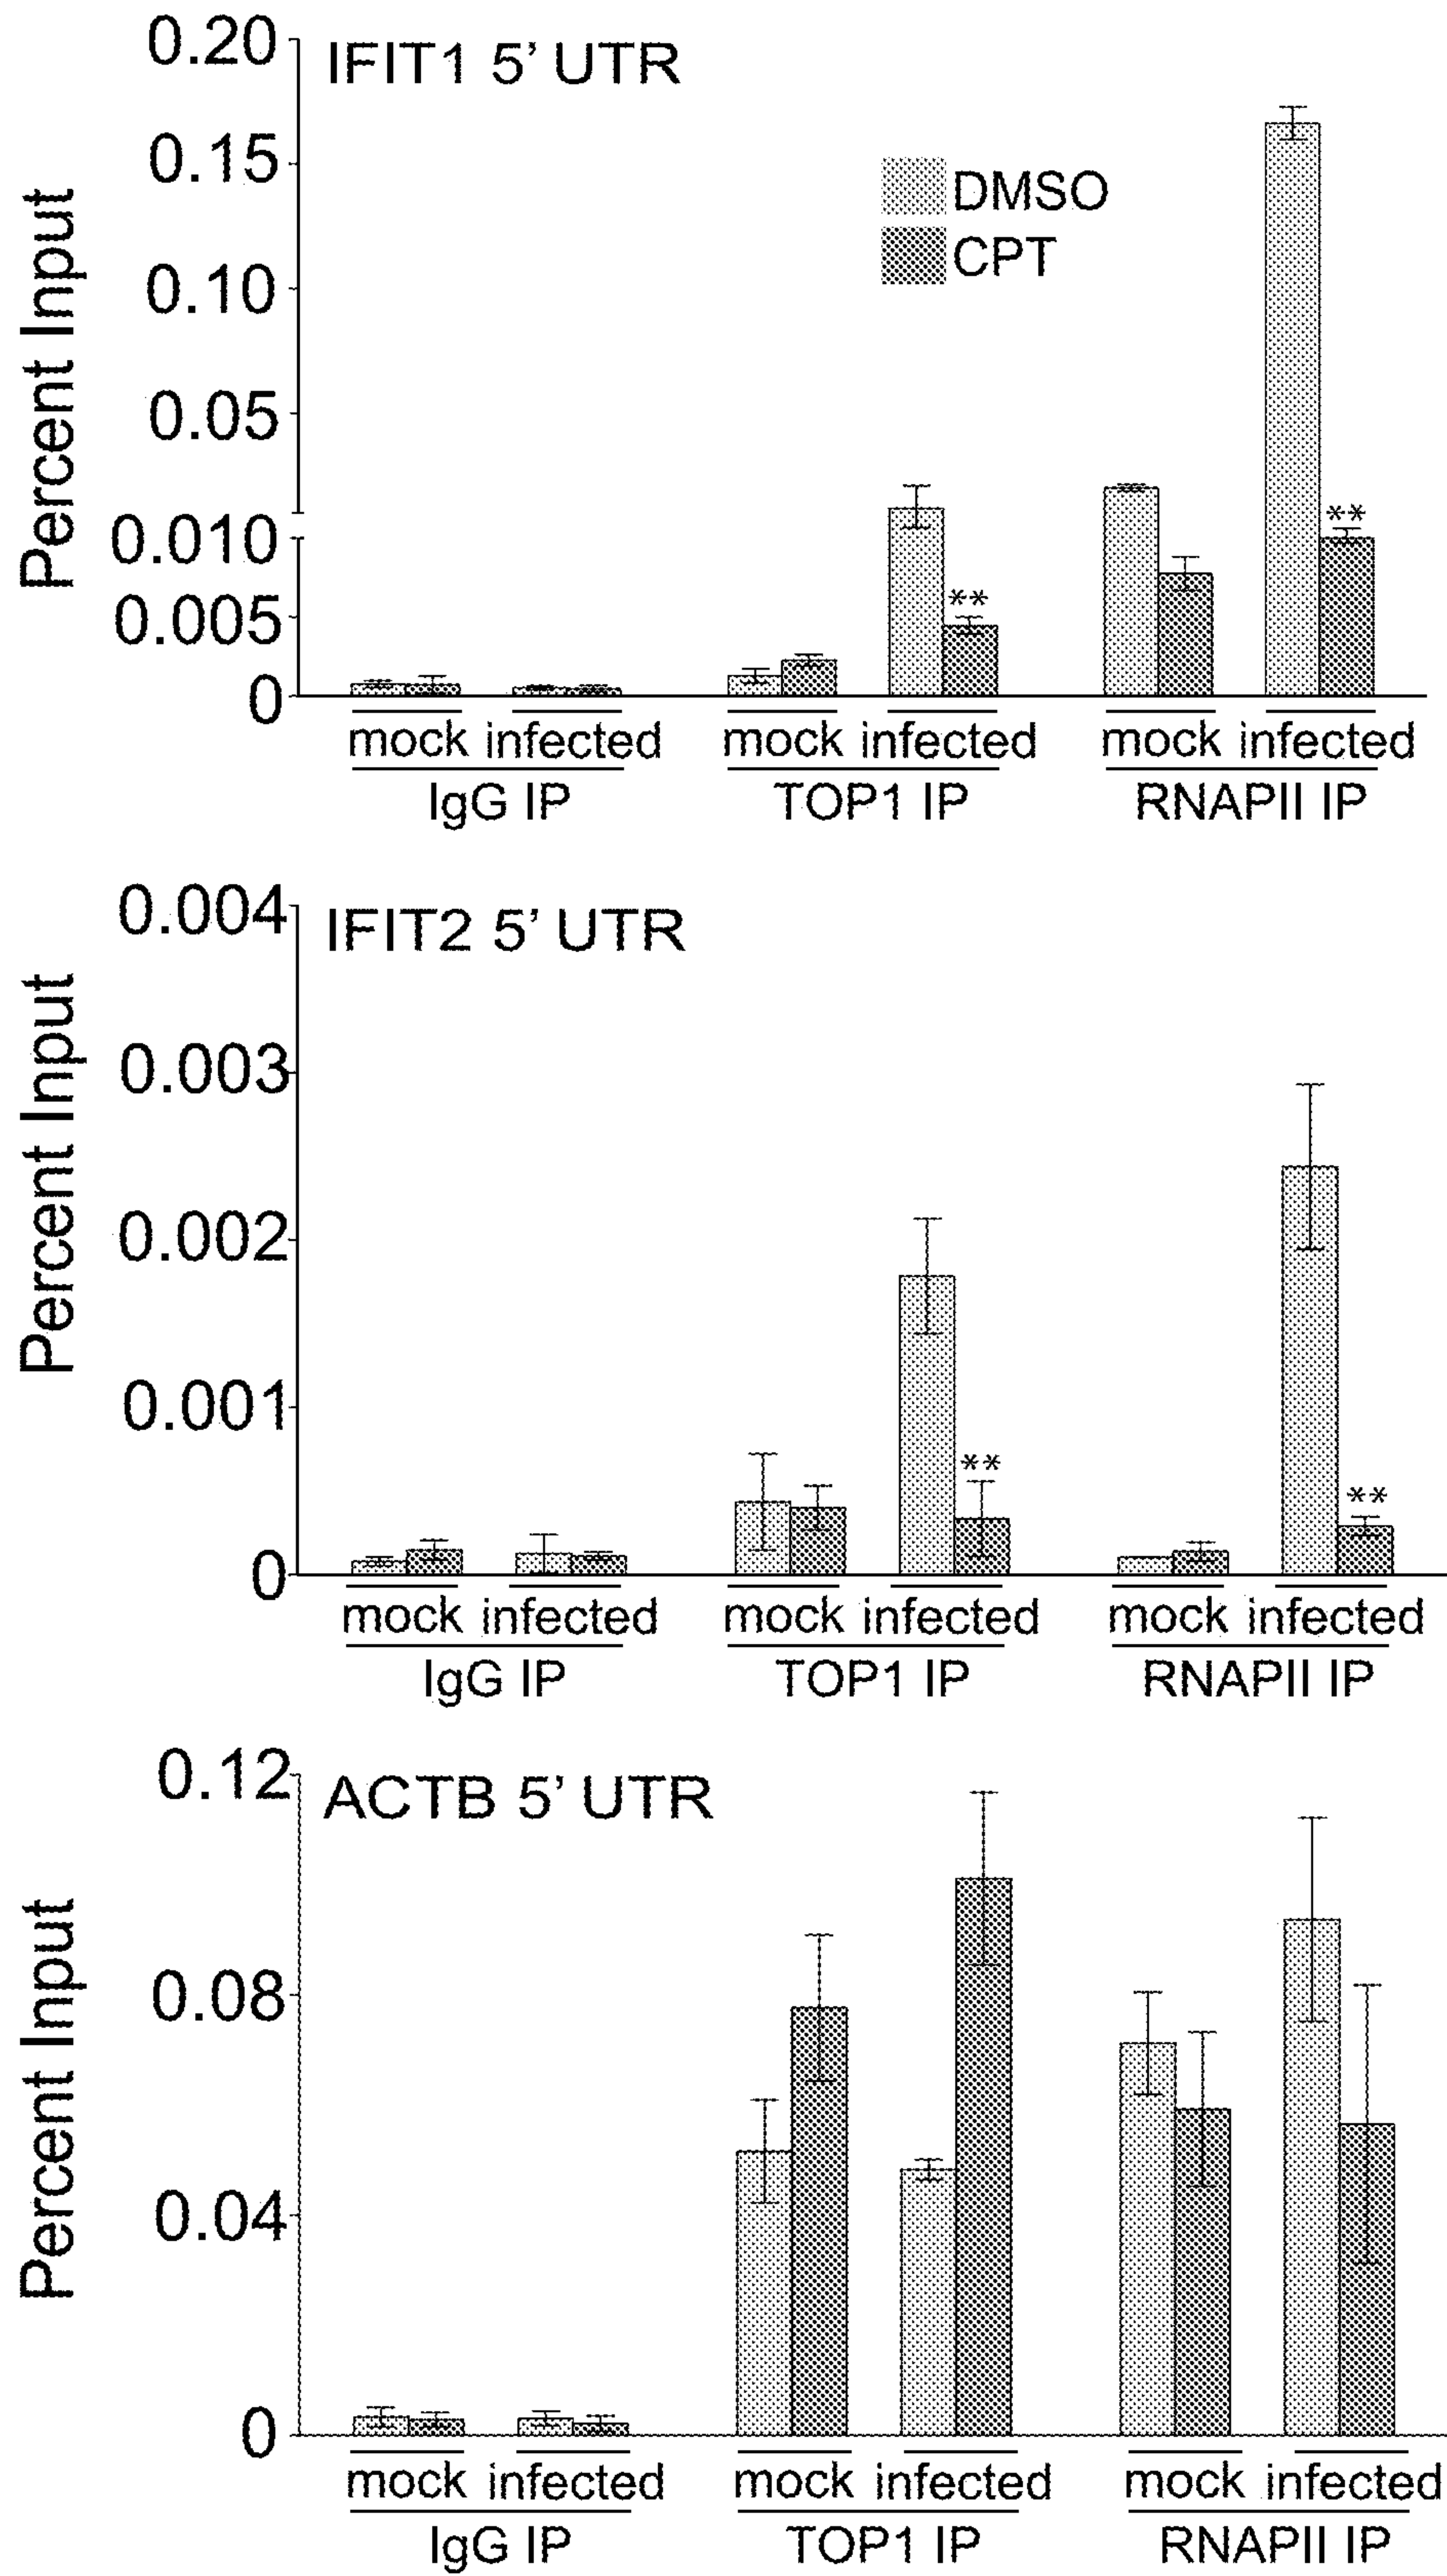 0.20
IFIT1 5’ UTR
0.15
DMSO
CPT
0.10
0.05
0.010
**
0.005
**
0
Percent Input
mock infected mock infected mock infected
IgG IP TOP1 IP RNAPII IP
0.004
IFIT2 5’ UTR
0.003
0.002
0.001
**
**
0
Percent Input
mock infected mock infected mock infected
IgG IP TOP1 IP RNAPII IP
0.12
ACTB 5’ UTR
0.08
0.04
0
Percent Input
mock infected mock infected mock infected
IgG IP TOP1 IP RNAPII IP